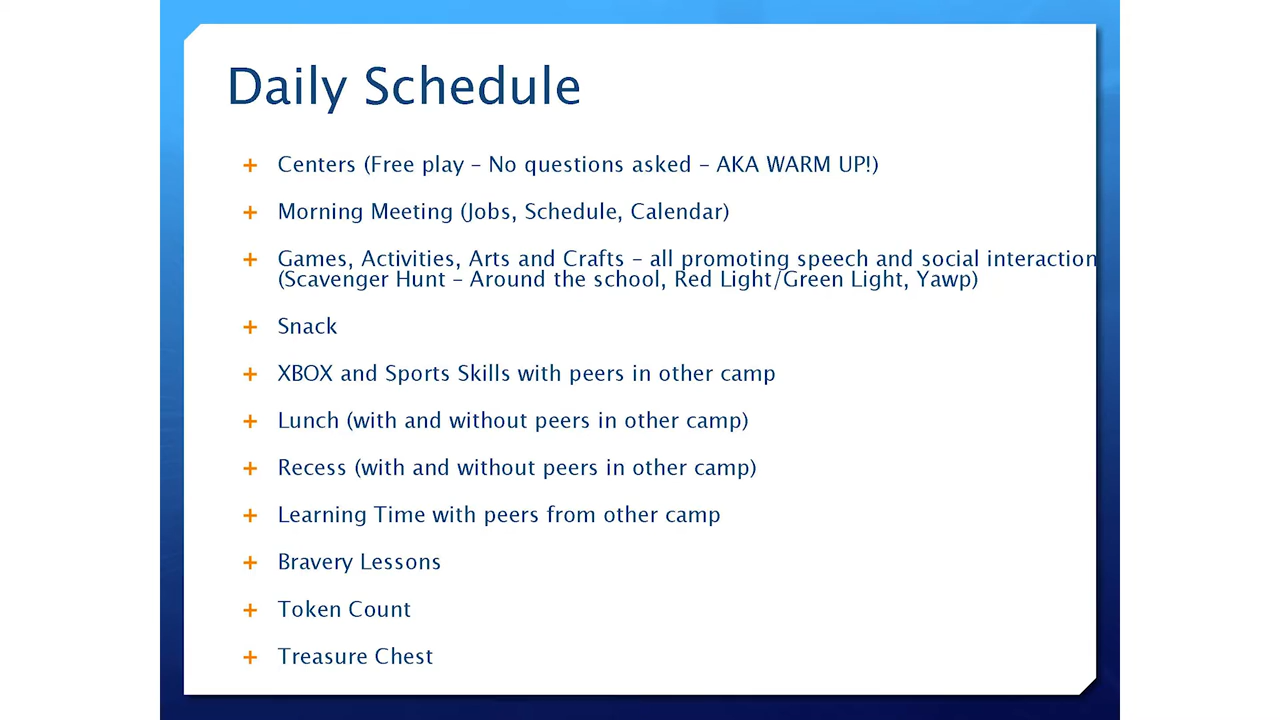 Daily Schedule
+ Centers (Free play – No questions asked – AKA WARM UP!)
+ Morning Meeting (Jobs, Schedule, Calendar)
+ Games, Activities, Arts and Crafts – all promoting speech and social interaction
(Scavenger Hunt – Around the school, Red Light/Green Light, Yawp)
+ Snack
+ XBOX and Sports Skills with peers in other camp
+ Lunch (with and without peers in other camp)
+ Recess (with and without peers in other camp)
+ Learning Time with peers from other camp
+ Bravery Lessons
+ Token Count
+ Treasure Chest